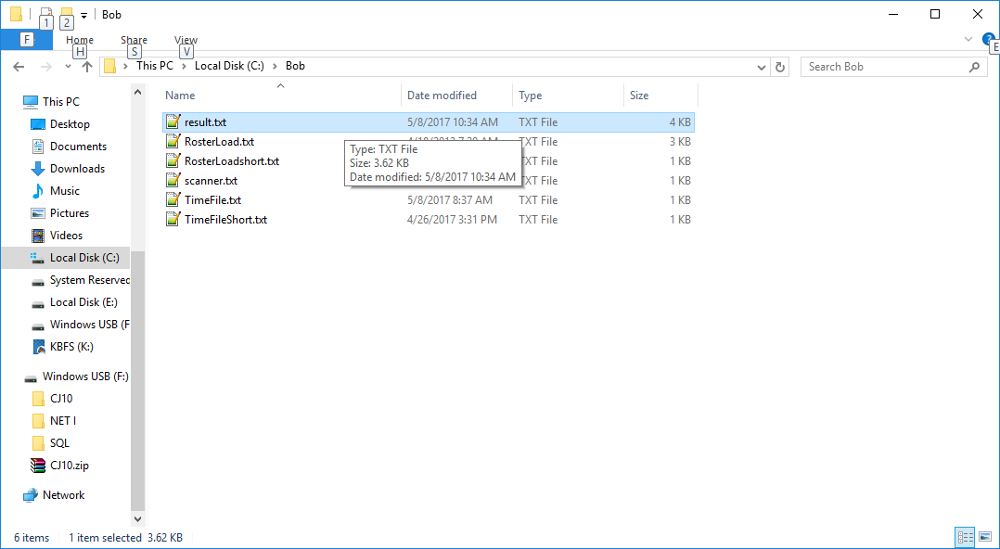 1 2 Bob
F Home Share View ? E
H S V
This PC > Local Disk (C:) > Bob Search Bob
Name Date modified Type Size
This PC
Desktop
Documents
Downloads
Music
Pictures
Videos
Local Disk (C:)
System Reserved
Local Disk (E:)
Windows USB (F
KBFS (K:)
Windows USB (F:)
CJ10
NET I
SQL
CJ10.zip
Network
result.txt 5/8/2017 10:34 AM TXT File 4 KB
RosterLoad.txt TXT File 3 KB
RosterLoadshort.txt TXT File 1 KB
scanner.txt TXT File 1 KB
TimeFile.txt 5/8/2017 8:37 AM TXT File 1 KB
TimeFileShort.txt 4/26/2017 3:31 PM TXT File 1 KB
Type: TXT File
Size: 3.62 KB
Date modified: 5/8/2017 10:34 AM
6 items 1 item selected 3.62 KB